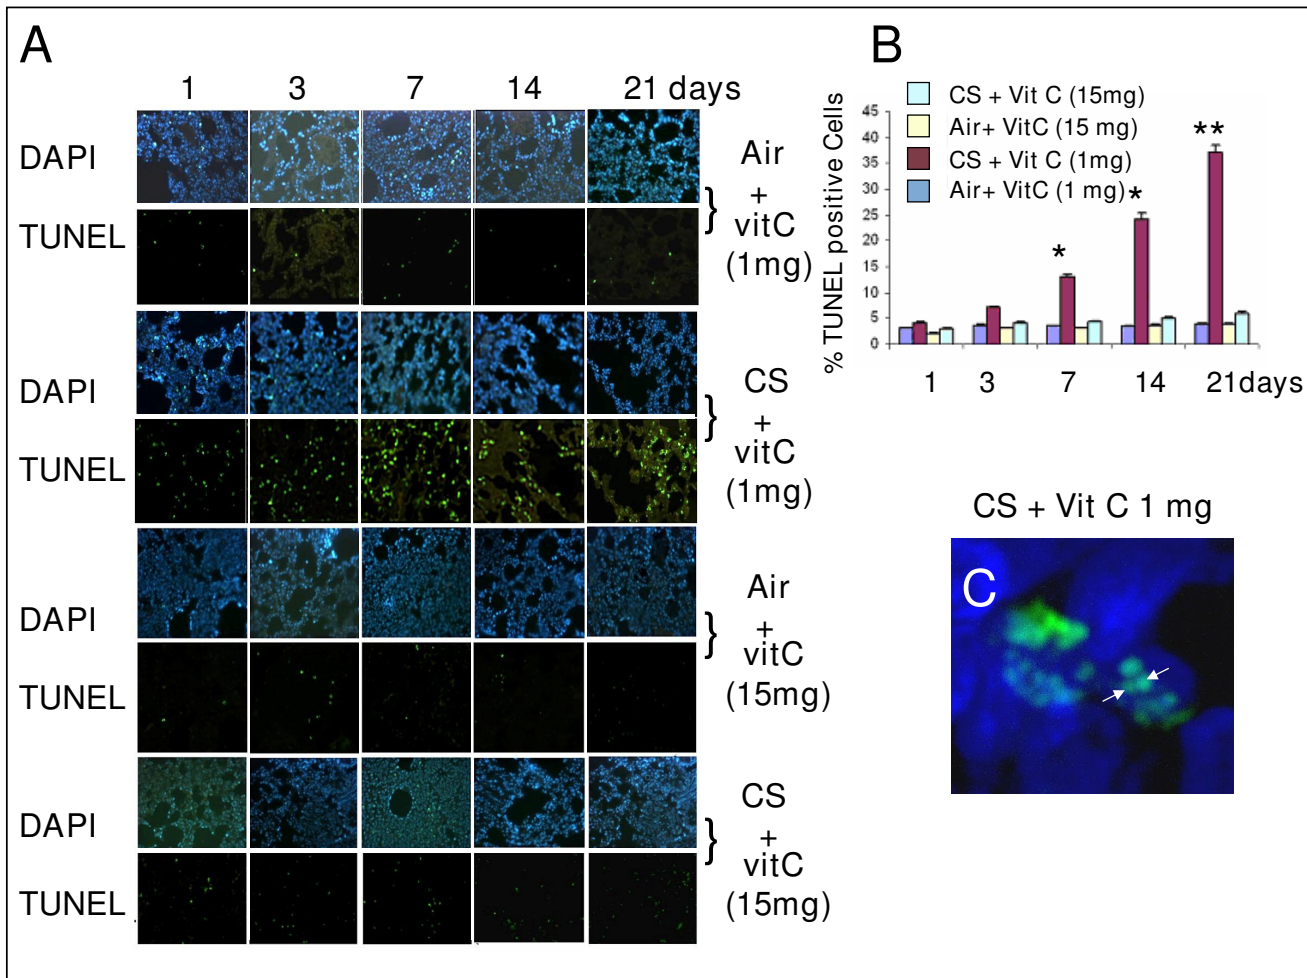 A
1 3 7 14 21 days
DAPI
TUNEL
Air
+
vitC
(1mg)
DAPI
TUNEL
CS
+
vitC
(1mg)
DAPI
TUNEL
Air
+
vitC
(15mg)
DAPI
TUNEL
CS
+
vitC
(15mg)
B
CS + Vit C (15mg)
Air+ VitC (15 mg)
CS + Vit C (1mg)
Air+ VitC (1 mg)
% TUNEL positive Cells
45
40
35
30
25
20
15
10
5
0
*
*
**
1 3 7 14 21days
CS + Vit C 1 mg
C